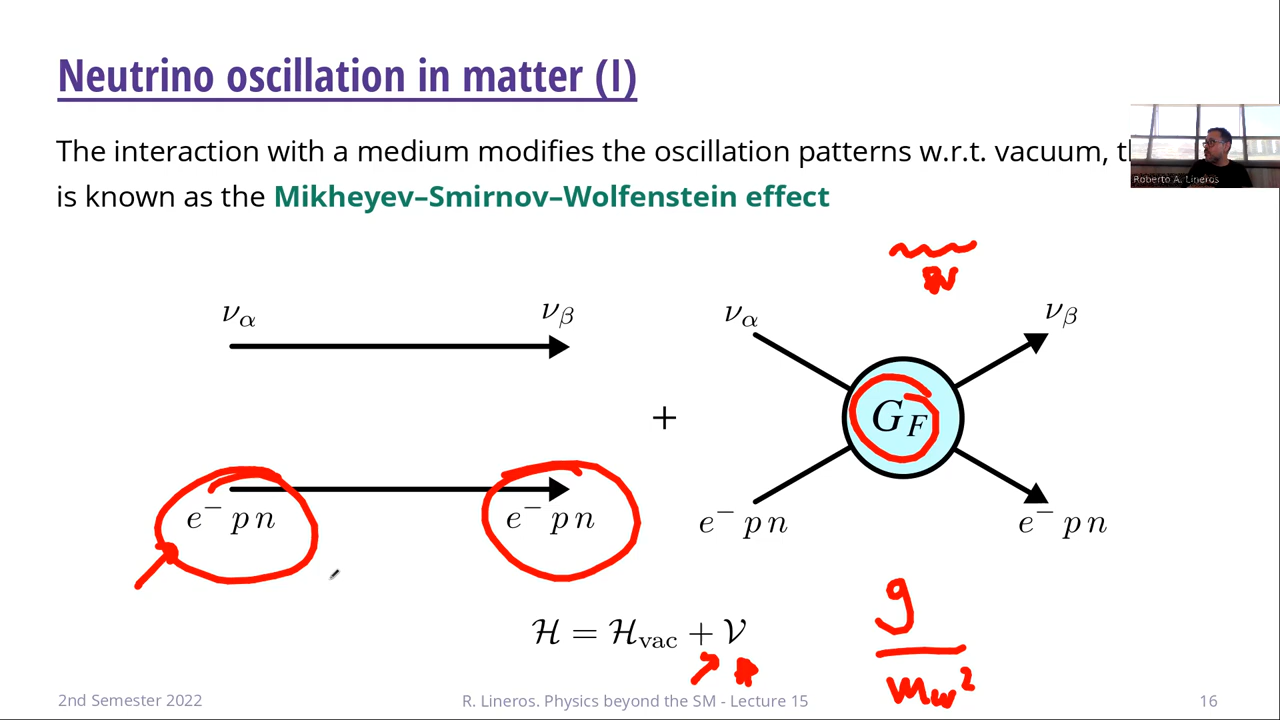 Neutrino oscillation in matter (I)
The interaction with a medium modifies the oscillation patterns w.r.t. vacuum,
is known as the Mikheyev–Smirnov–Wolfenstein effect
Roberto A. Lineros
W
ν_α ν_β ν_α ν_β
+ G_F
e⁻ p n e⁻ p n e⁻ p n e⁻ p n
g
H = H_vac + V
m_w²
2nd Semester 2022 R. Lineros. Physics beyond the SM - Lecture 15 16